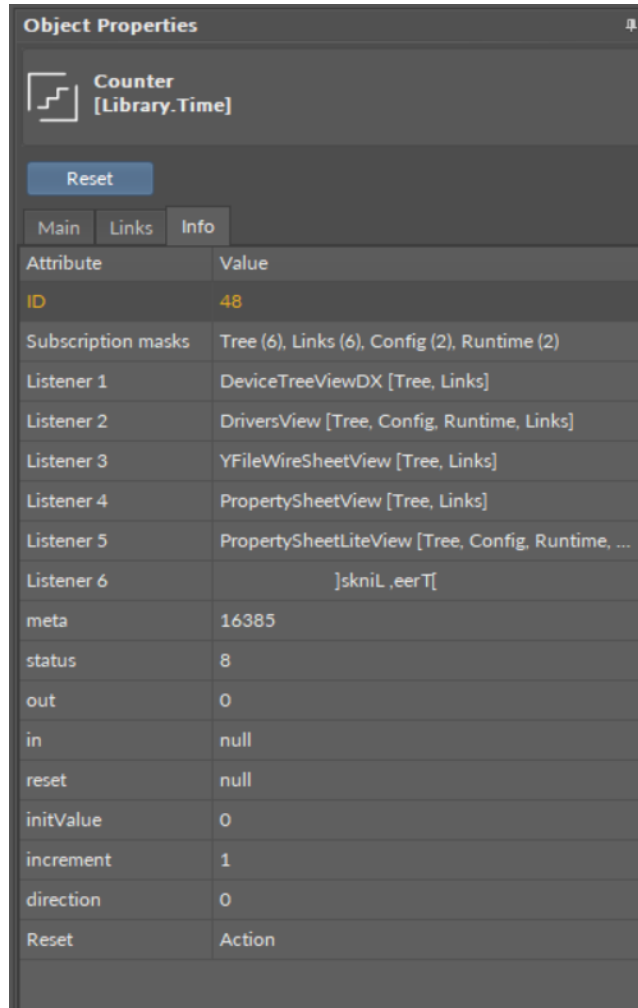 Object Properties
Counter
[Library.Time]
Reset
Main Links Info
Attribute Value
ID 48
Subscription masks Tree (6), Links (6), Config (2), Runtime (2)
Listener 1 DeviceTreeViewDX [Tree, Links]
Listener 2 DriversView [Tree, Config, Runtime, Links]
Listener 3 YFileWireSheetView [Tree, Links]
Listener 4 PropertySheetView [Tree, Links]
Listener 5 PropertySheetLiteView [Tree, Config, Runtime, ...
Listener 6 ]skniL ,eerT[
meta 16385
status 8
out 0
in null
reset null
initValue 0
increment 1
direction 0
Reset Action